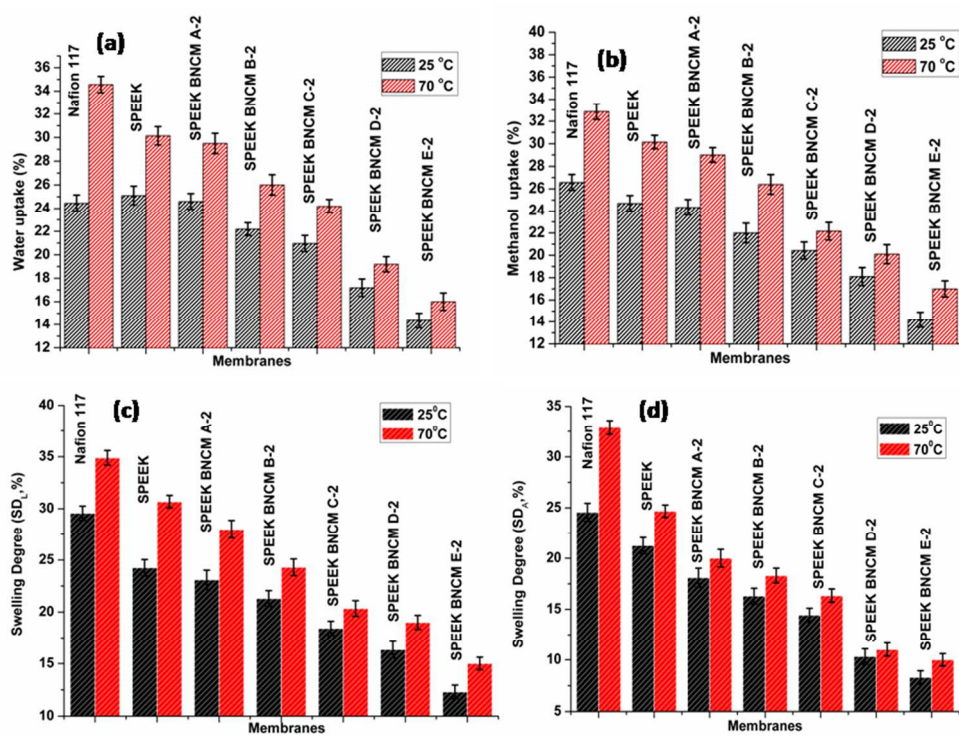 (a)
25 °C
70 °C
Nafion 117
SPEEK
SPEEK BNCM A-2
SPEEK BNCM B-2
SPEEK BNCM C-2
SPEEK BNCM D-2
SPEEK BNCM E-2
Water uptake (%)
36
34
32
30
28
26
24
22
20
18
16
14
12
Membranes
(b)
25 °C
70 °C
Nafion 117
SPEEK
SPEEK BNCM A-2
SPEEK BNCM B-2
SPEEK BNCM C-2
SPEEK BNCM D-2
SPEEK BNCM E-2
Methanol uptake (%)
36
34
32
30
28
26
24
22
20
18
16
14
12
Membranes
(c)
25°C
70°C
Nafion 117
SPEEK
SPEEK BNCM A-2
SPEEK BNCM B-2
SPEEK BNCM C-2
SPEEK BNCM D-2
SPEEK BNCM E-2
Swelling Degree (SDL,%)
40
35
30
25
20
15
10
Membranes
(d)
25°C
70°C
Nafion 117
SPEEK
SPEEK BNCM A-2
SPEEK BNCM B-2
SPEEK BNCM C-2
SPEEK BNCM D-2
SPEEK BNCM E-2
Swelling Degree (SDA,%)
35
30
25
20
15
10
5
Membranes